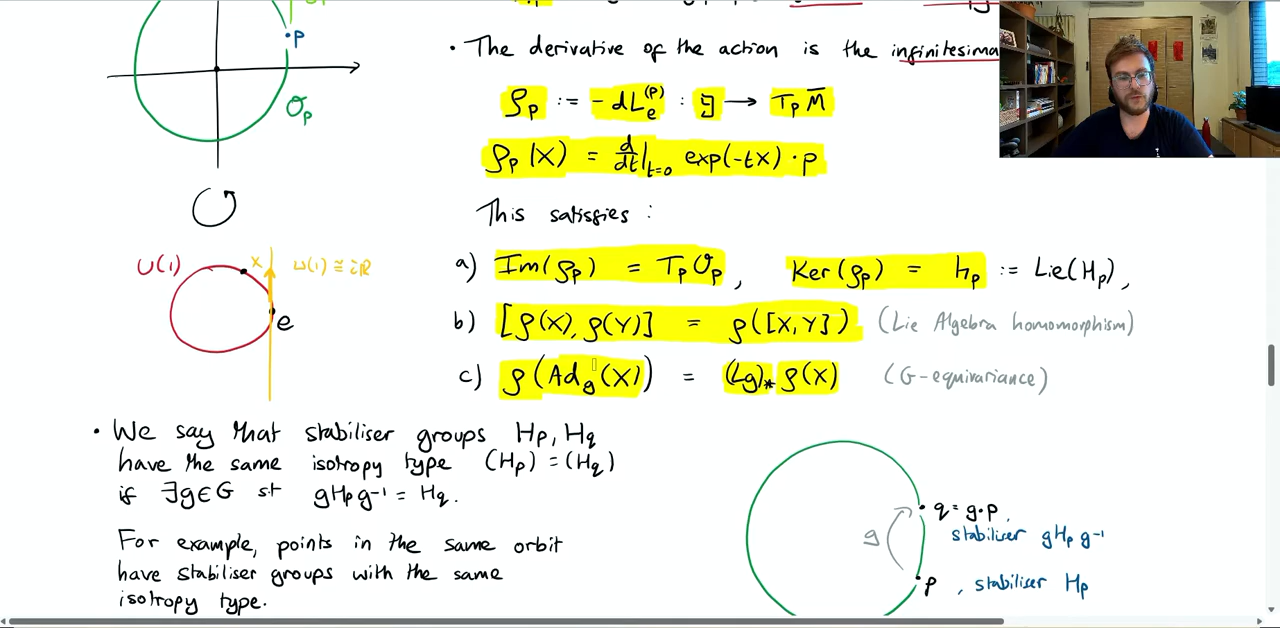 p
O_p
• The derivative of the action is the infinitesima
ρ_p := -dL_e^(p) : g → T_p M̄
ρ_p(X) = d/dt|_{t=0} exp(-tX)·p
This satisfies :
U(1)
X
u(1) ≅ iR
e
a) Im(ρ_p) = T_p O_p , Ker(ρ_p) = h_p := Lie(H_p),
b) [ρ(X), ρ(Y)] = ρ([X,Y]) (Lie Algebra homomorphism)
c) ρ(Ad_g(X)) = (Lg)_* ρ(X) (G-equivariance)
• We say that stabiliser groups H_p, H_q
have the same isotropy type (H_p) = (H_q)
if ∃g∈G st gH_p g⁻¹ = H_q.
For example, points in the same orbit
have stabiliser groups with the same
isotropy type.
q = g·p,
stabiliser gH_p g⁻¹
g
p , stabiliser H_p